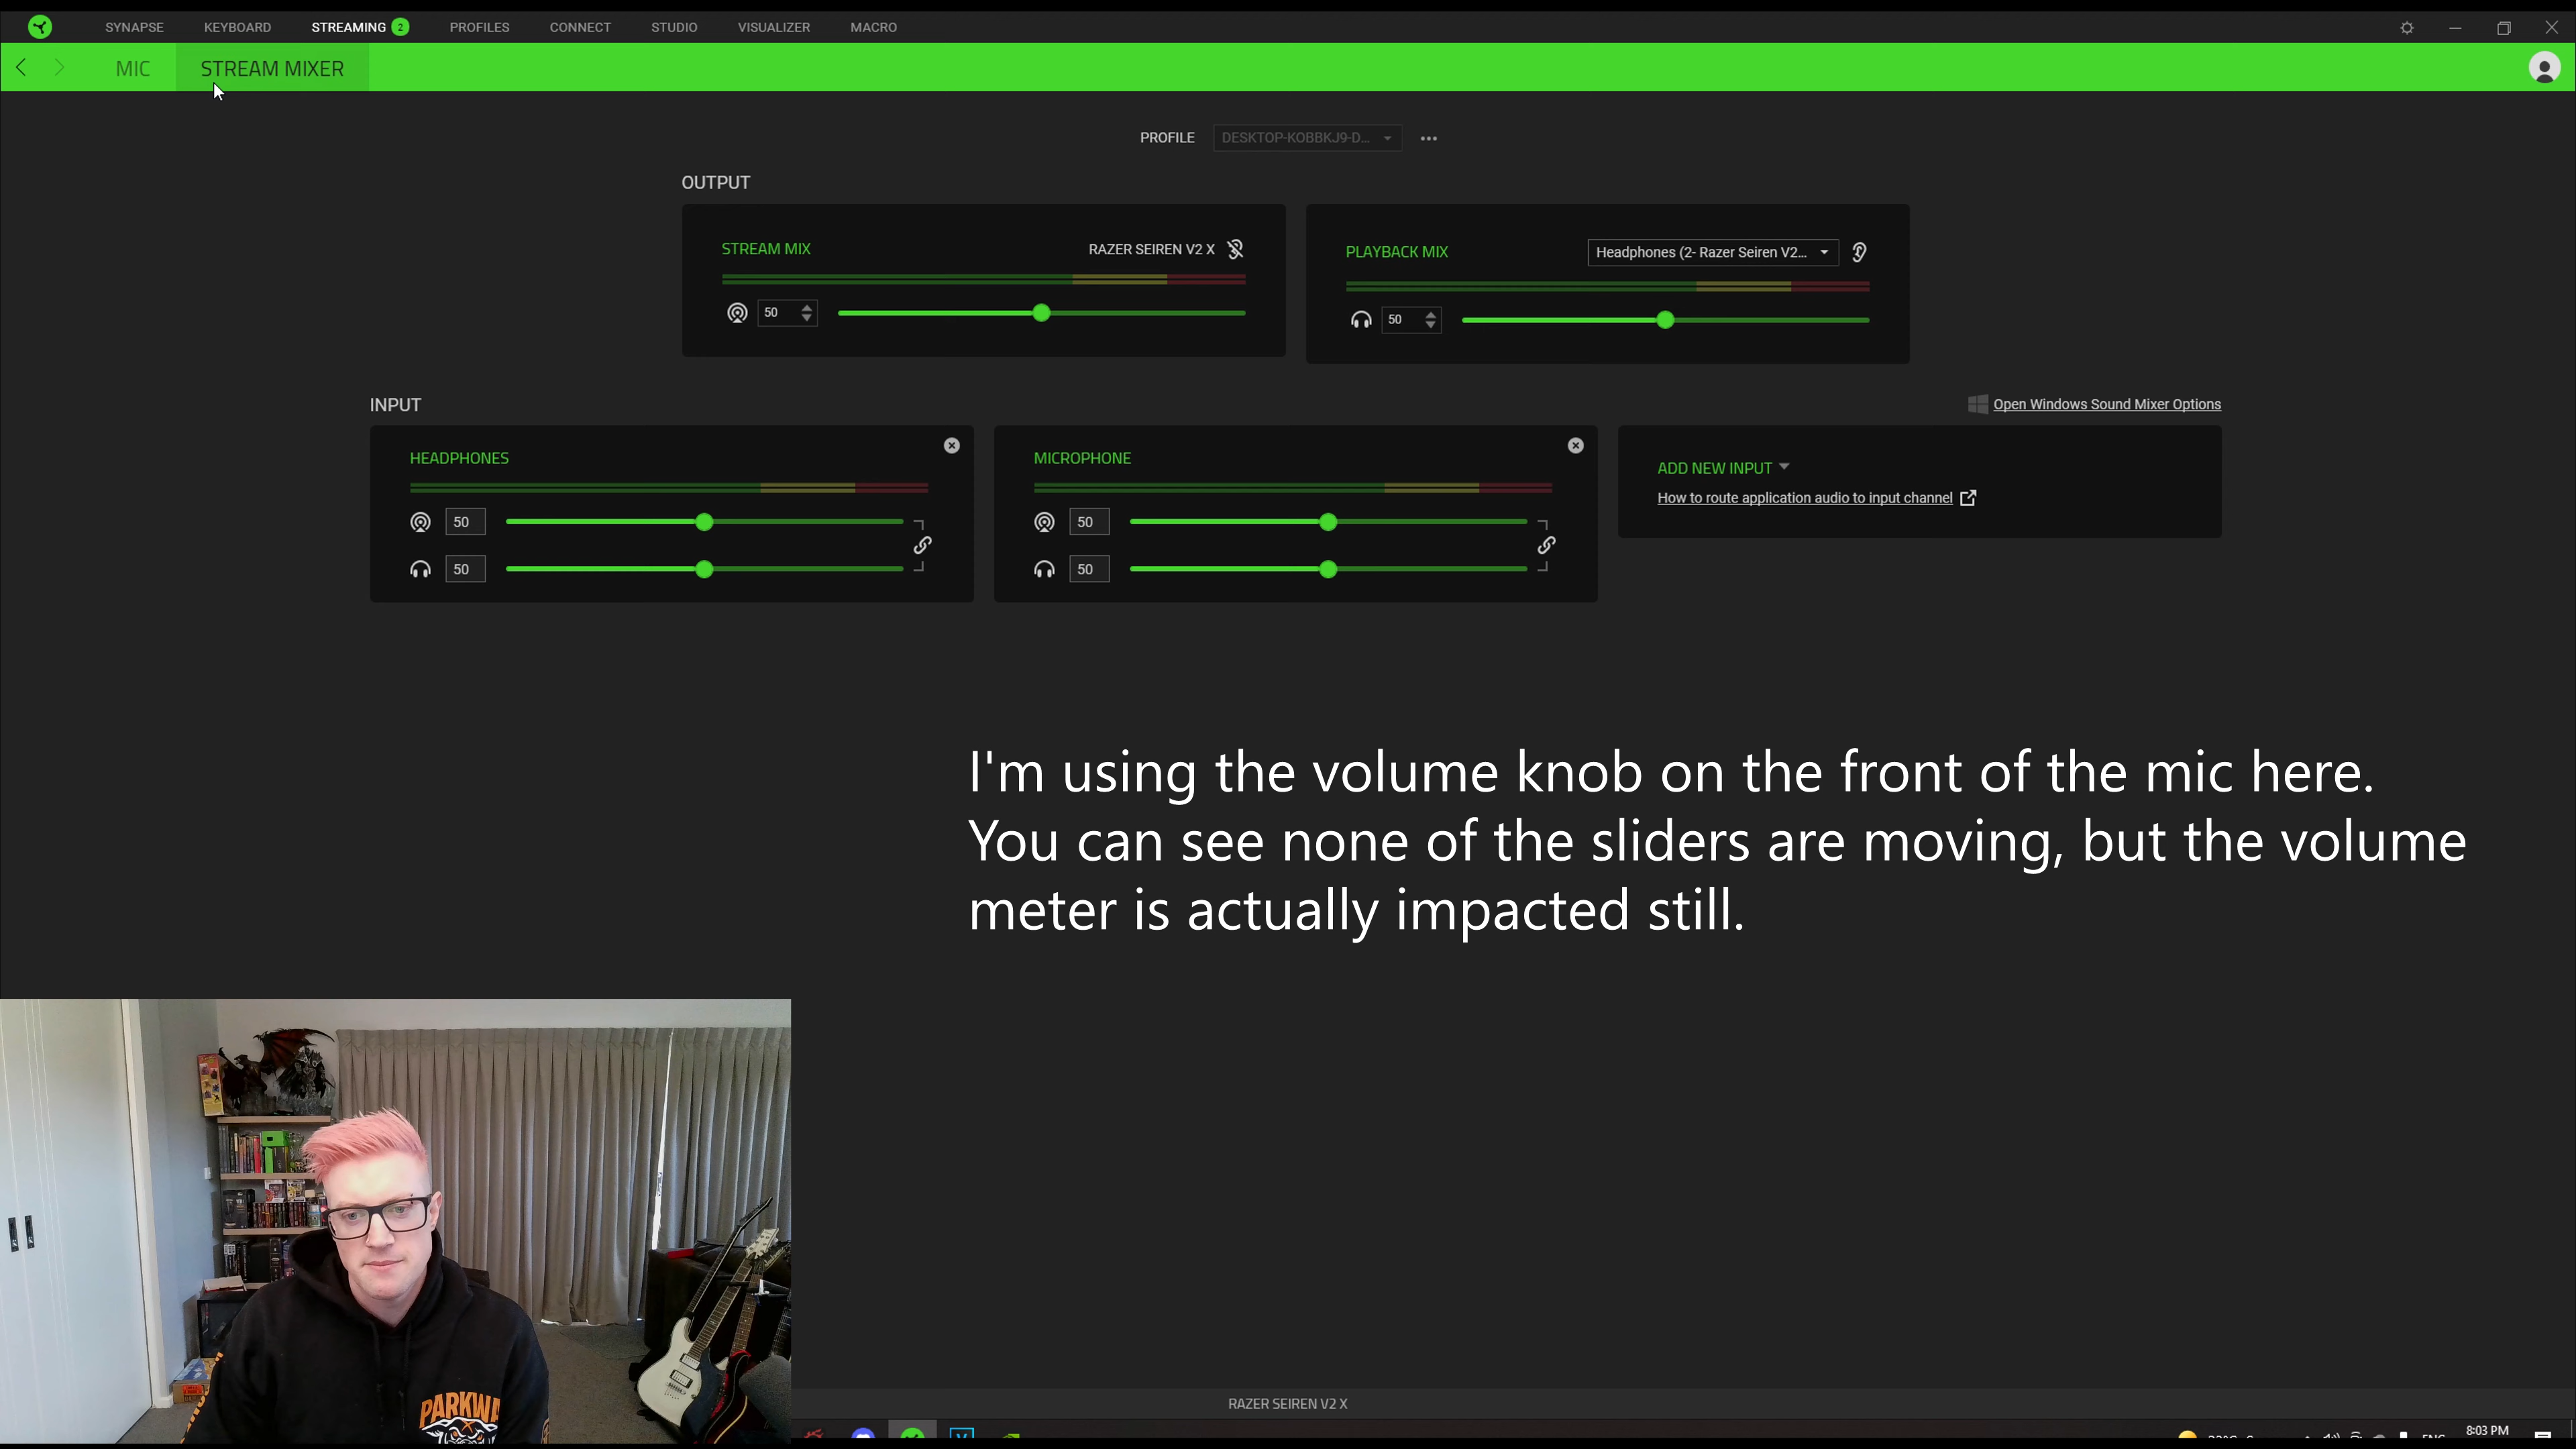 SYNAPSE KEYBOARD STREAMING 2 PROFILES CONNECT STUDIO VISUALIZER MACRO
MIC STREAM MIXER
PROFILE DESKTOP-KOBBKJ9-D...
OUTPUT
STREAM MIX RAZER SEIREN V2 X
50
PLAYBACK MIX Headphones (2- Razer Seiren V2...
50
INPUT
Open Windows Sound Mixer Options
HEADPHONES
50
50
MICROPHONE
50
50
ADD NEW INPUT
How to route application audio to input channel
I'm using the volume knob on the front of the mic here.
You can see none of the sliders are moving, but the volume
meter is actually impacted still.
PARKWA
RAZER SEIREN V2 X
ENG 8:03 PM